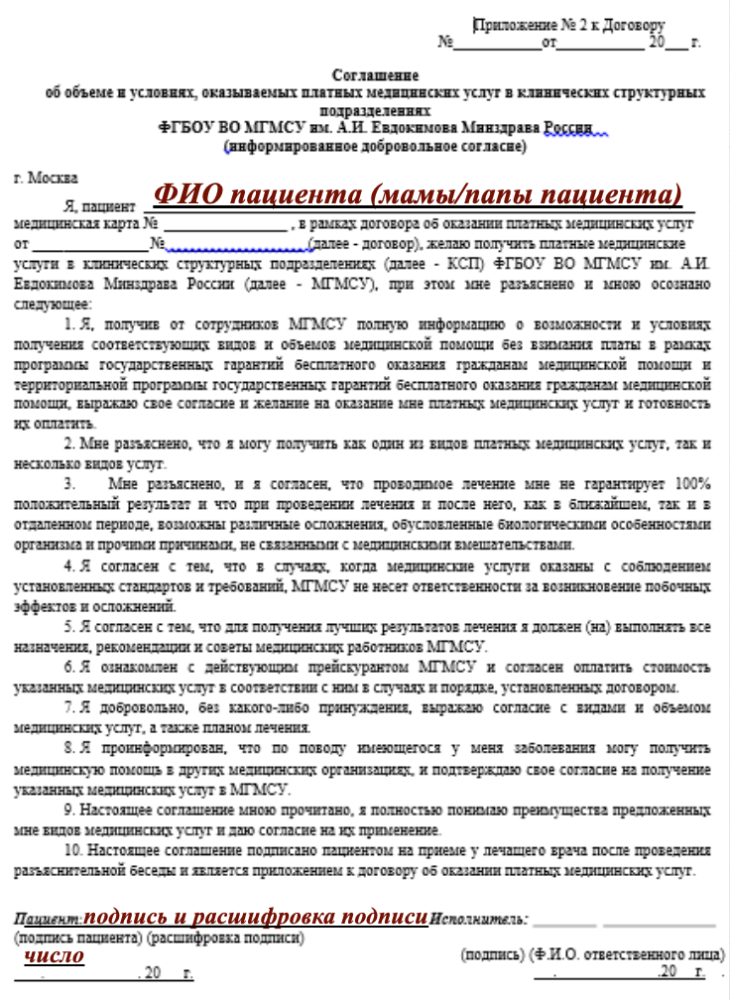 Приложение № 2 к Договору
№___________от___________ 20___ г.
Соглашение
об объеме и условиях, оказываемых платных медицинских услуг в клинических структурных
подразделениях
ФГБОУ ВО МГМСУ им. А.И. Евдокимова Минздрава России
(информированное добровольное согласие)
г. Москва
Я, пациент ФИО пациента (мамы/папы пациента)
медицинская карта № ________________ , в рамках договора об оказании платных медицинских услуг
от _______________№__________________(далее - договор), желаю получить платные медицинские
услуги в клинических структурных подразделениях (далее - КСП) ФГБОУ ВО МГМСУ им. А.И.
Евдокимова Минздрава России (далее - МГМСУ), при этом мне разъяснено и мною осознано
следующее:
1. Я, получив от сотрудников МГМСУ полную информацию о возможности и условиях
получения соответствующих видов и объемов медицинской помощи без взимания платы в рамках
программы государственных гарантий бесплатного оказания гражданам медицинской помощи и
территориальной программы государственных гарантий бесплатного оказания гражданам медицинской
помощи, выражаю свое согласие и желание на оказание мне платных медицинских услуг и готовность
их оплатить.
2. Мне разъяснено, что я могу получить как один из видов платных медицинских услуг, так и
несколько видов услуг.
3. Мне разъяснено, и я согласен, что проводимое лечение мне не гарантирует 100%
положительный результат и что при проведении лечения и после него, как в ближайшем, так и в
отдаленном периоде, возможны различные осложнения, обусловленные биологическими особенностями
организма и прочими причинами, не связанными с медицинскими вмешательствами.
4. Я согласен с тем, что в случаях, когда медицинские услуги оказаны с соблюдением
установленных стандартов и требований, МГМСУ не несет ответственности за возникновение побочных
эффектов и осложнений.
5. Я согласен с тем, что для получения лучших результатов лечения я должен (на) выполнять все
назначения, рекомендации и советы медицинских работников МГМСУ.
6. Я ознакомлен с действующим прейскурантом МГМСУ и согласен оплатить стоимость
указанных медицинских услуг в соответствии с ним в случаях и порядке, установленных договором.
7. Я добровольно, без какого-либо принуждения, выражаю согласие с видами и объемом
медицинских услуг, а также планом лечения.
8. Я проинформирован, что по поводу имеющегося у меня заболевания могу получить
медицинскую помощь в других медицинских организациях, и подтверждаю свое согласие на получение
указанных медицинских услуг в МГМСУ.
9. Настоящее соглашение мною прочитано, я полностью понимаю преимущества предложенных
мне видов медицинских услуг и даю согласие на их применение.
10. Настоящее соглашение подписано пациентом на приеме у лечащего врача после проведения
разъяснительной беседы и является приложением к договору об оказании платных медицинских услуг.
Пациент:подпись и расшифровка подписи Исполнитель: ________ ______________
(подпись пациента) (расшифровка подписи)
число
(подпись) (Ф.И.О. ответственного лица)
___.____________.20___г. ___.____________.20___г. .